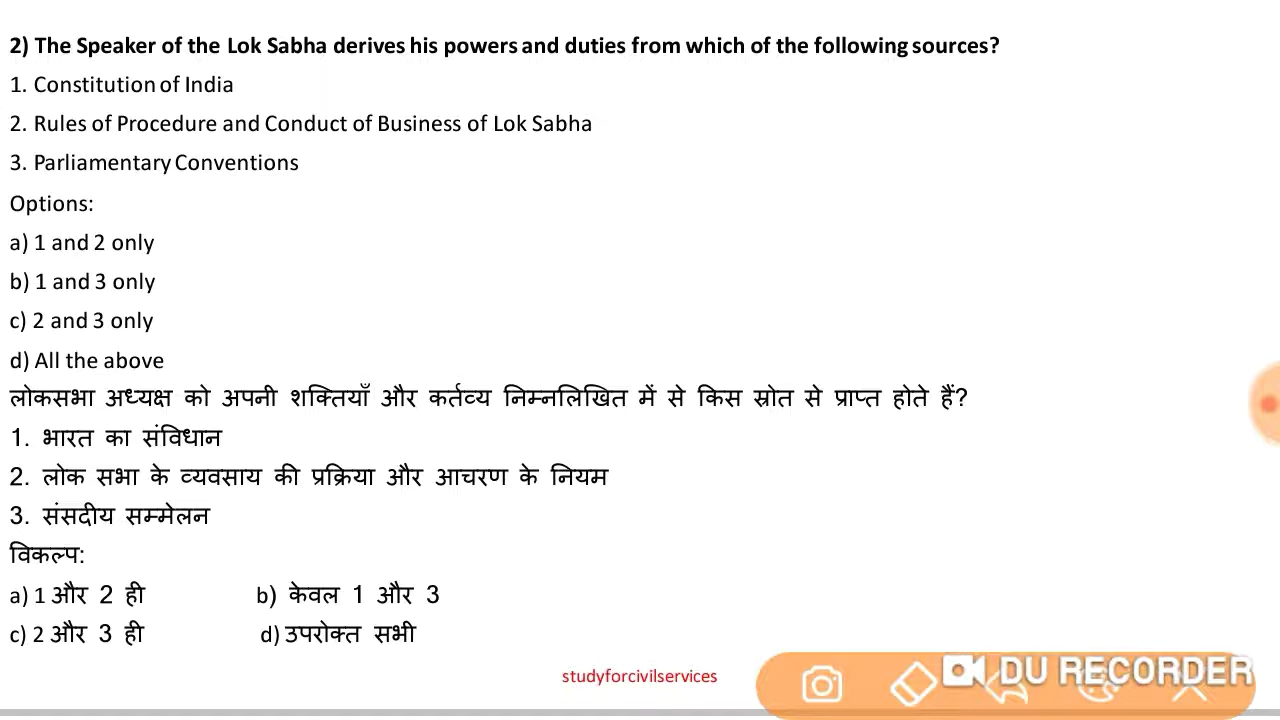 2) The Speaker of the Lok Sabha derives his powers and duties from which of the following sources?
1. Constitution of India
2. Rules of Procedure and Conduct of Business of Lok Sabha
3. Parliamentary Conventions
Options:
a) 1 and 2 only
b) 1 and 3 only
c) 2 and 3 only
d) All the above
लोकसभा अध्यक्ष को अपनी शक्तियाँ और कर्तव्य निम्नलिखित में से किस स्रोत से प्राप्त होते हैं?
1. भारत का संविधान
2. लोक सभा के व्यवसाय की प्रक्रिया और आचरण के नियम
3. संसदीय सम्मेलन
विकल्प:
a) 1 और 2 ही b) केवल 1 और 3
c) 2 और 3 ही d) उपरोक्त सभी
studyforcivilservices
DU RECORDER